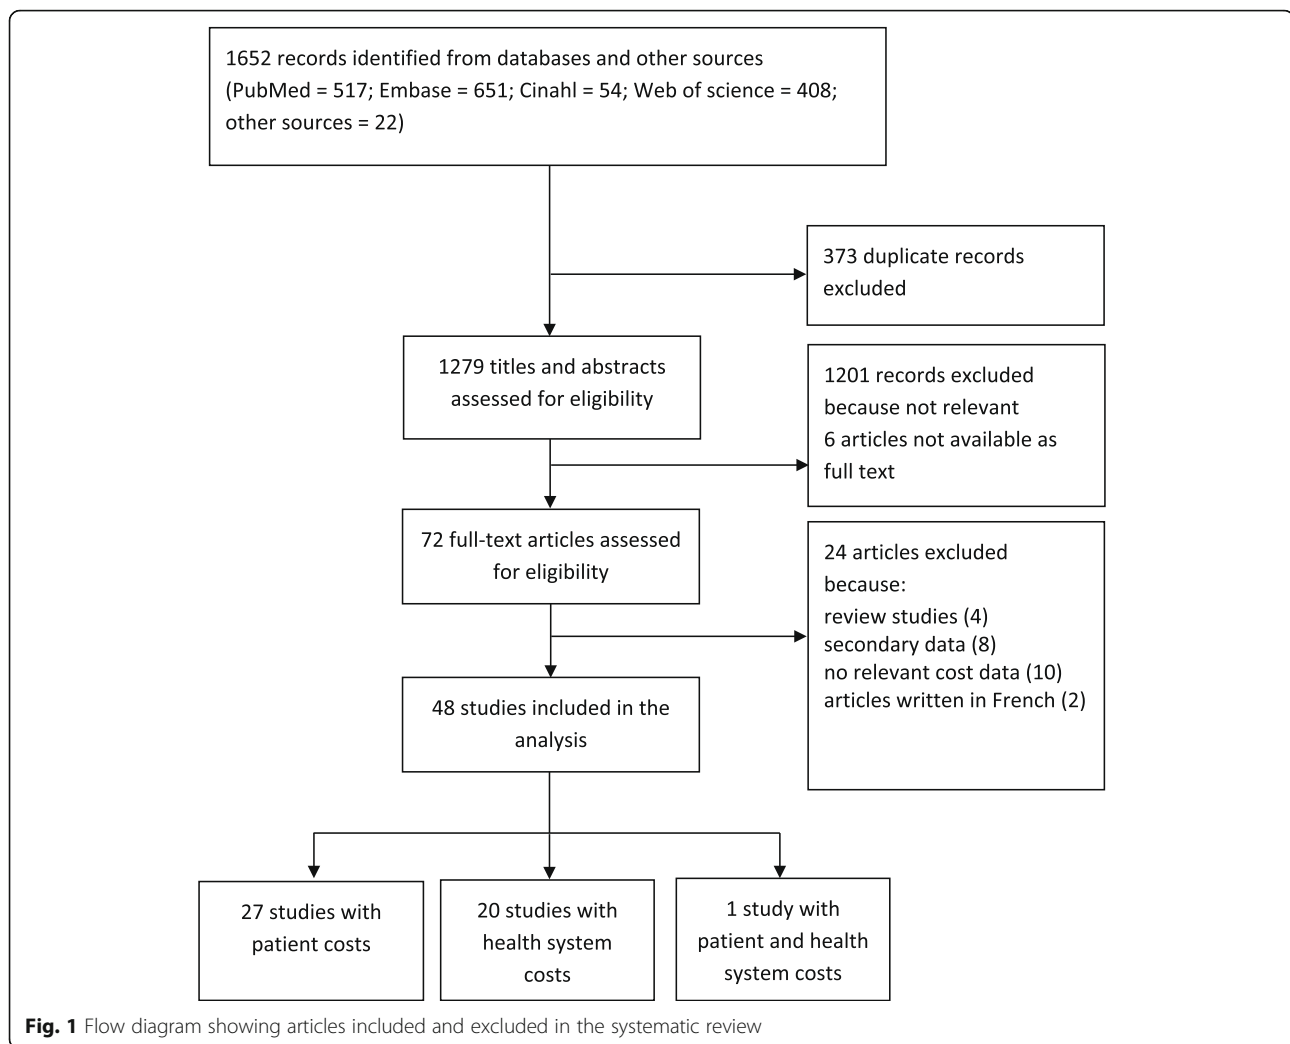 1652 records identified from databases and other sources
(PubMed = 517; Embase = 651; Cinahl = 54; Web of science = 408;
other sources = 22)
373 duplicate records
excluded
1279 titles and abstracts
assessed for eligibility
1201 records excluded
because not relevant
6 articles not available as
full text
72 full-text articles assessed
for eligibility
24 articles excluded
because:
review studies (4)
secondary data (8)
no relevant cost data (10)
articles written in French (2)
48 studies included in the
analysis
27 studies with
patient costs
20 studies with
health system
costs
1 study with
patient and health
system costs
Fig. 1 Flow diagram showing articles included and excluded in the systematic review